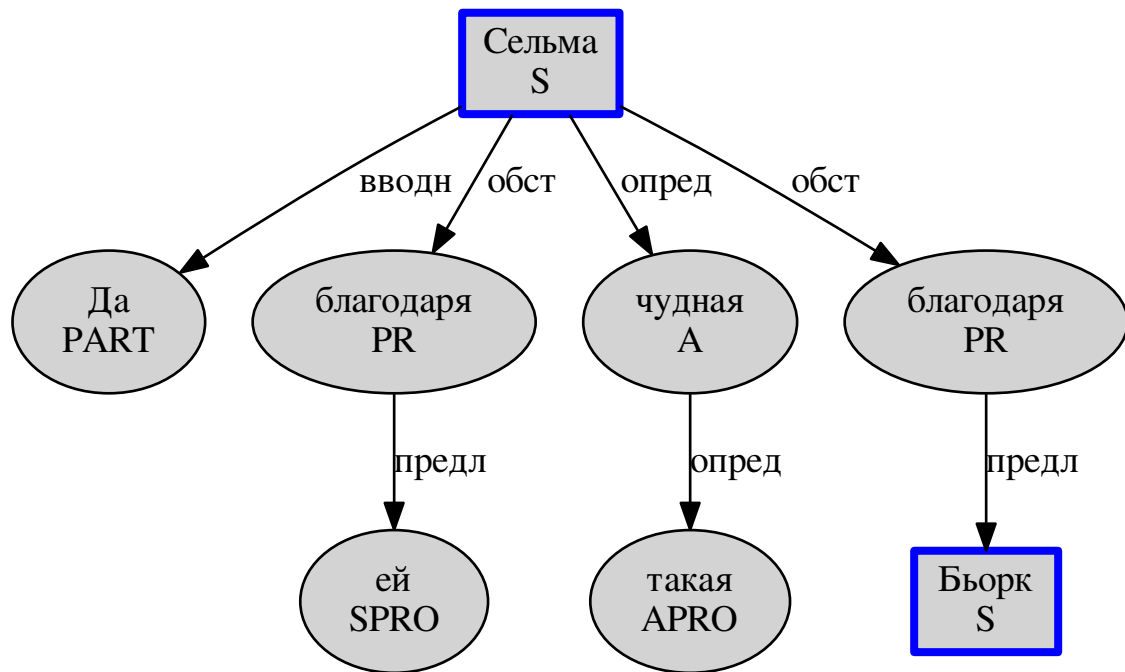 Сельма
S
вводн
обст
опред
обст
Да
PART
благодаря
PR
чудная
A
благодаря
PR
предл
опред
предл
ей
SPRO
такая
APRO
Бьорк
S